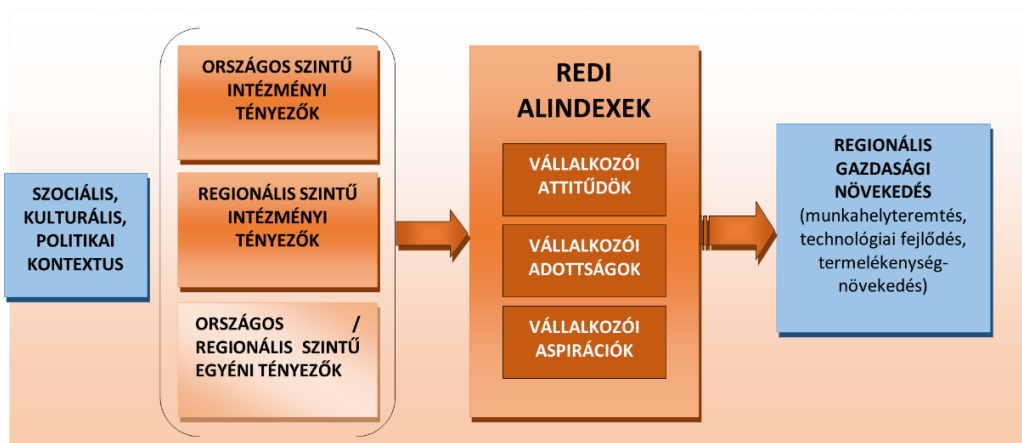 SZOCIÁLIS,
KULTURÁLIS,
POLITIKAI
KONTEXTUS
ORSZÁGOS SZINTŰ
INTÉZMÉNYI
TÉNYEZŐK
REGIONÁLIS SZINTŰ
INTÉZMÉNYI
TÉNYEZŐK
ORSZÁGOS /
REGIONÁLIS SZINTŰ
EGYÉNI TÉNYEZŐK
REDI
ALINDEXEK
VÁLLALKOZÓI
ATTITŰDÖK
VÁLLALKOZÓI
ADOTTSÁGOK
VÁLLALKOZÓI
ASPIRÁCIÓK
REGIONÁLIS
GAZDASÁGI
NÖVEKEDÉS
(munkahelyteremtés,
technológiai fejlődés,
termelékenység-
növekedés)